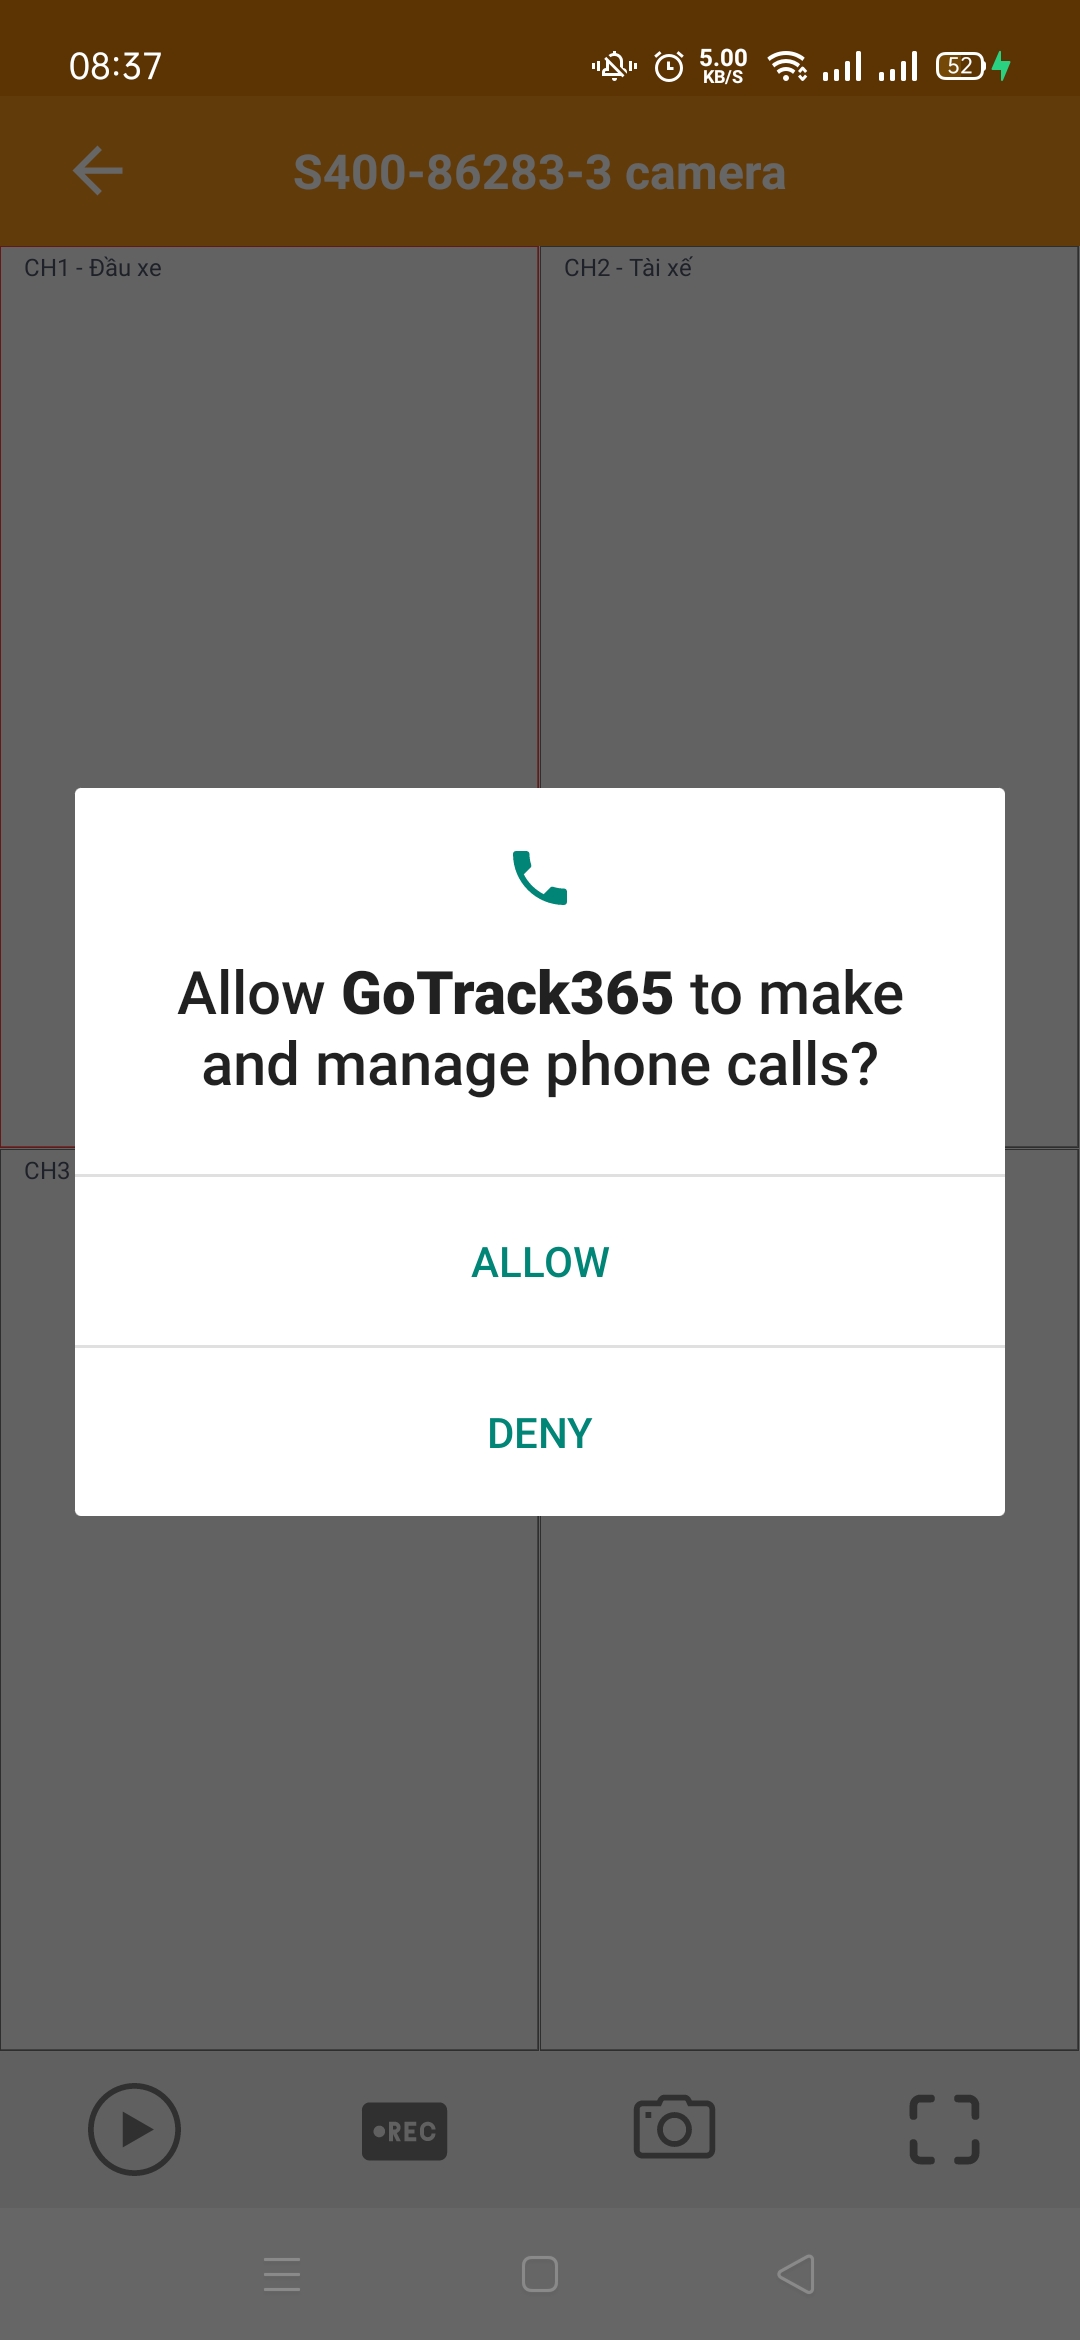 08:37
5.00
KB/S
52
S400-86283-3 camera
CH1 - Đầu xe
CH2 - Tài xế
Allow GoTrack365 to make
and manage phone calls?
CH3
ALLOW
DENY
REC